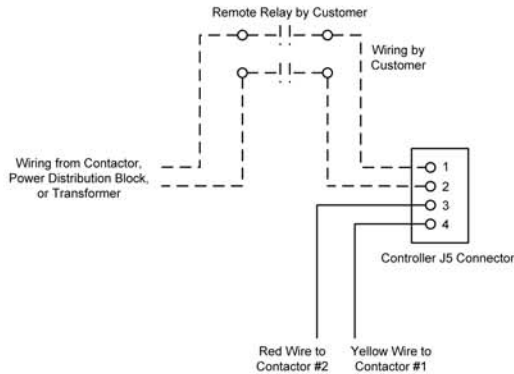 Remote Relay by Customer
Wiring by
Customer
Wiring from Contactor,
Power Distribution Block,
or Transformer
1
2
3
4
Controller J5 Connector
Red Wire to
Contactor #2
Yellow Wire to
Contactor #1